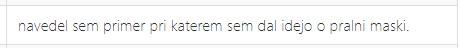 navedel sem primer pri katerem sem dal idejo o pralni maski.